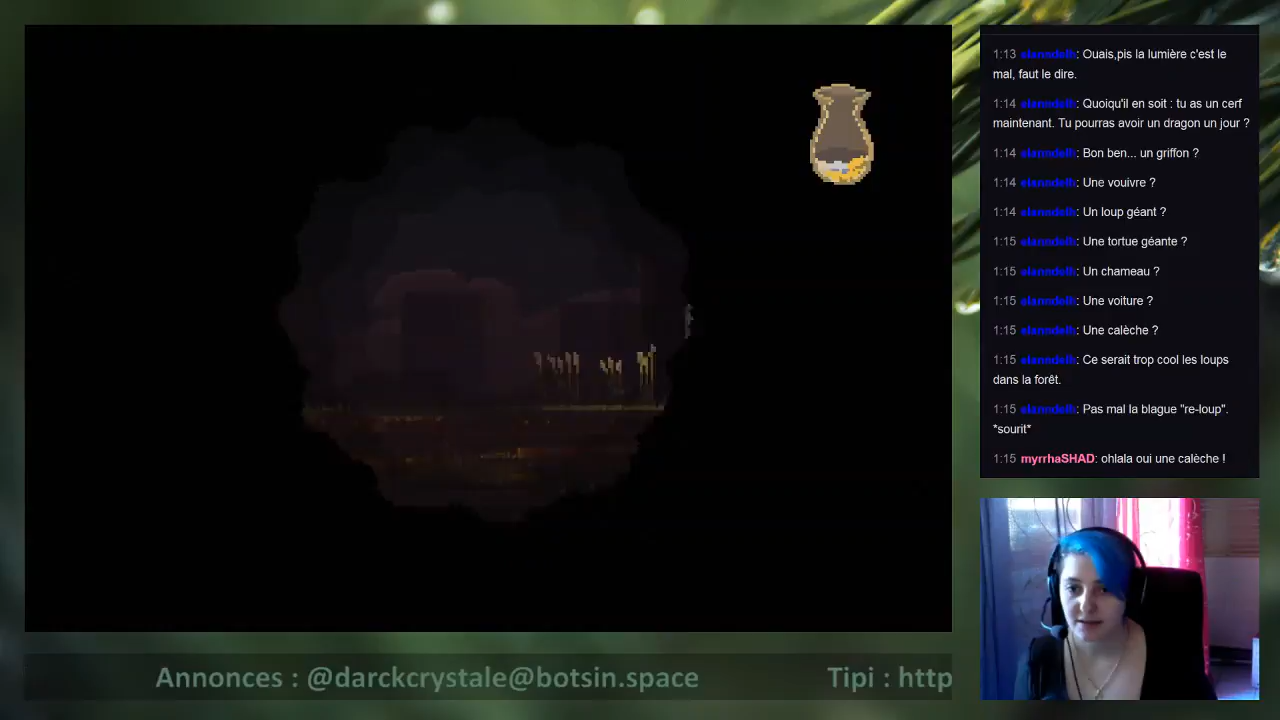 1:13 elanndelh: Ouais,pis la lumière c'est le
mal, faut le dire.
1:14 elanndelh: Quoiqu'il en soit : tu as un cerf
maintenant. Tu pourras avoir un dragon un jour ?
1:14 elanndelh: Bon ben... un griffon ?
1:14 elanndelh: Une vouivre ?
1:14 elanndelh: Un loup géant ?
1:15 elanndelh: Une tortue géante ?
1:15 elanndelh: Un chameau ?
1:15 elanndelh: Une voiture ?
1:15 elanndelh: Une calèche ?
1:15 elanndelh: Ce serait trop cool les loups
dans la forêt.
1:15 elanndelh: Pas mal la blague "re-loup".
*sourit*
1:15 myrrhaSHAD: ohlala oui une calèche !
Annonces : @darckcrystale@botsin.space Tipi : http